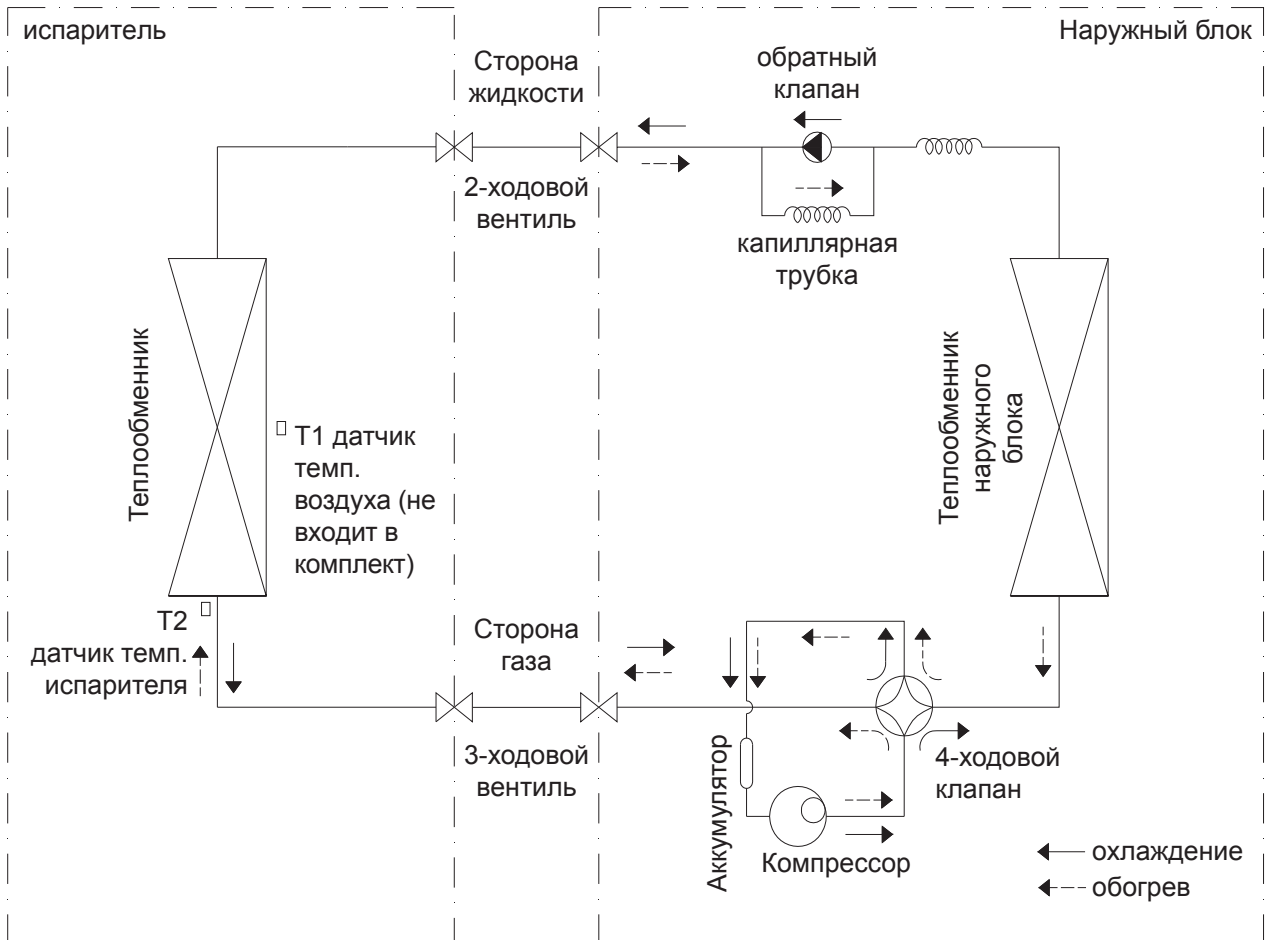 испаритель
Наружный блок
Сторона
жидкости
обратный
клапан
2-ходовой
вентиль
капиллярная
трубка
Теплообменник
T1 датчик
темп.
воздуха (не
входит в
комплект)
Теплообменник
наружного
блока
T2
датчик темп.
испарителя
Сторона
газа
3-ходовой
вентиль
4-ходовой
клапан
Аккумулятор
Компрессор
охлаждение
обогрев